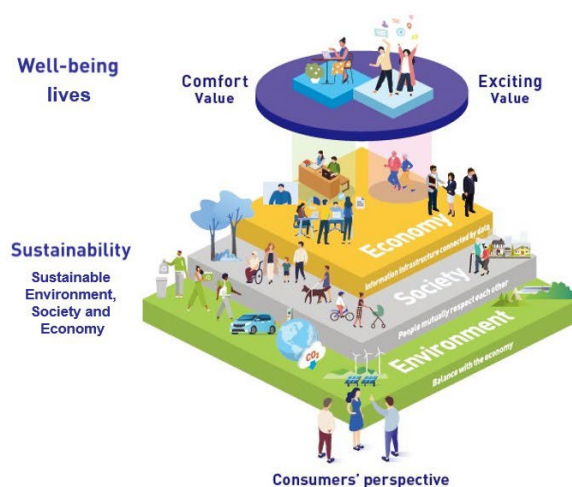 Well-being
lives
Comfort
Value
Exciting
Value
Economy
Information infrastructure connected by data
Sustainability
Sustainable
Environment,
Society and
Economy
Society
People mutually respect each other
Environment
Balance with the economy
CO2
Consumers' perspective